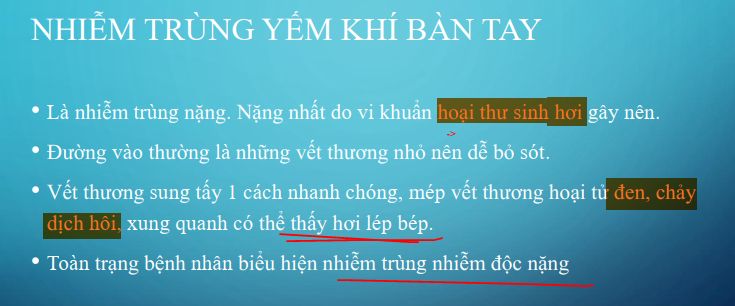 NHIỄM TRÙNG YẾM KHÍ BÀN TAY
• Là nhiễm trùng nặng. Nặng nhất do vi khuẩn hoại thư sinh hơi gây nên.
• Đường vào thường là những vết thương nhỏ nên dễ bỏ sót.
• Vết thương sung tấy 1 cách nhanh chóng, mép vết thương hoại tử đen, chảy
dịch hôi, xung quanh có thể thấy hơi lép bép.
• Toàn trạng bệnh nhân biểu hiện nhiễm trùng nhiễm độc nặng